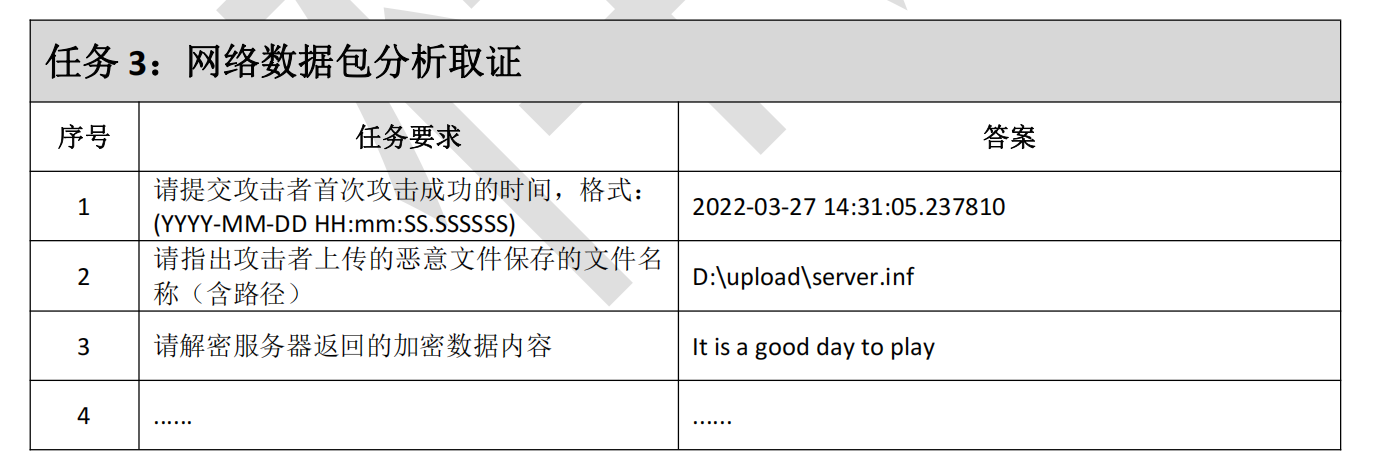 任务 3：网络数据包分析取证
序号 任务要求 答案
1 请提交攻击者首次攻击成功的时间，格式： 2022-03-27 14:31:05.237810
(YYYY-MM-DD HH:mm:SS.SSSSSS)
2 请指出攻击者上传的恶意文件保存的文件名 D:\upload\server.inf
称（含路径）
3 请解密服务器返回的加密数据内容 It is a good day to play
4 …… ……